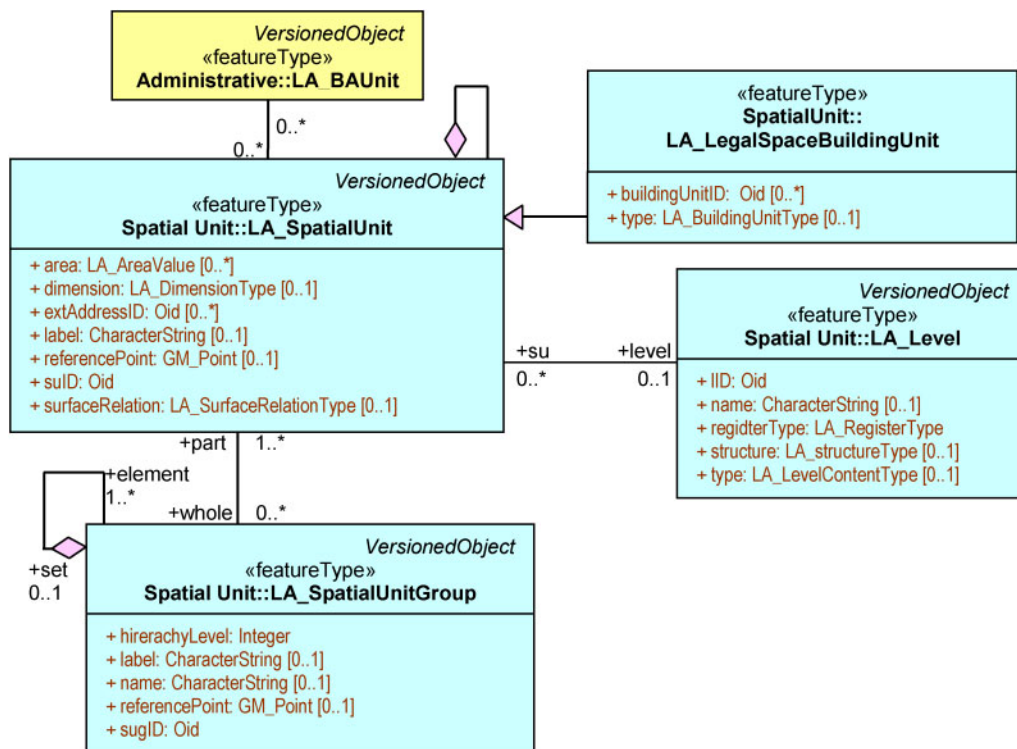 VersionedObject
«featureType»
Administrative::LA_BAUnit
0..*
0..*
VersionedObject
«featureType»
Spatial Unit::LA_SpatialUnit
+ area: LA_AreaValue [0..*]
+ dimension: LA_DimensionType [0..1]
+ extAddressID: Oid [0..*]
+ label: CharacterString [0..1]
+ referencePoint: GM_Point [0..1]
+ suID: Oid
+ surfaceRelation: LA_SurfaceRelationType [0..1]
«featureType»
SpatialUnit::
LA_LegalSpaceBuildingUnit
+ buildingUnitID: Oid [0..*]
+ type: LA_BuildingUnitType [0..1]
+su
0..*
+level
0..1
VersionedObject
«featureType»
Spatial Unit::LA_Level
+ lID: Oid
+ name: CharacterString [0..1]
+ regidterType: LA_RegisterType
+ structure: LA_structureType [0..1]
+ type: LA_LevelContentType [0..1]
+part
1..*
+element
1..*
+whole
0..*
+set
0..1
VersionedObject
«featureType»
Spatial Unit::LA_SpatialUnitGroup
+ hirerachyLevel: Integer
+ label: CharacterString [0..1]
+ name: CharacterString [0..1]
+ referencePoint: GM_Point [0..1]
+ sugID: Oid